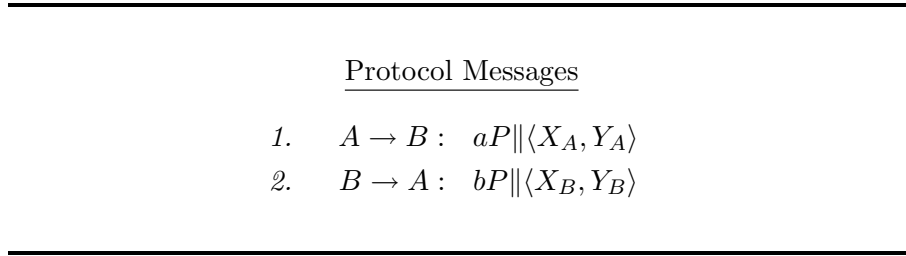 Protocol Messages
1. A → B : aP∥⟨X_A, Y_A⟩
2. B → A : bP∥⟨X_B, Y_B⟩